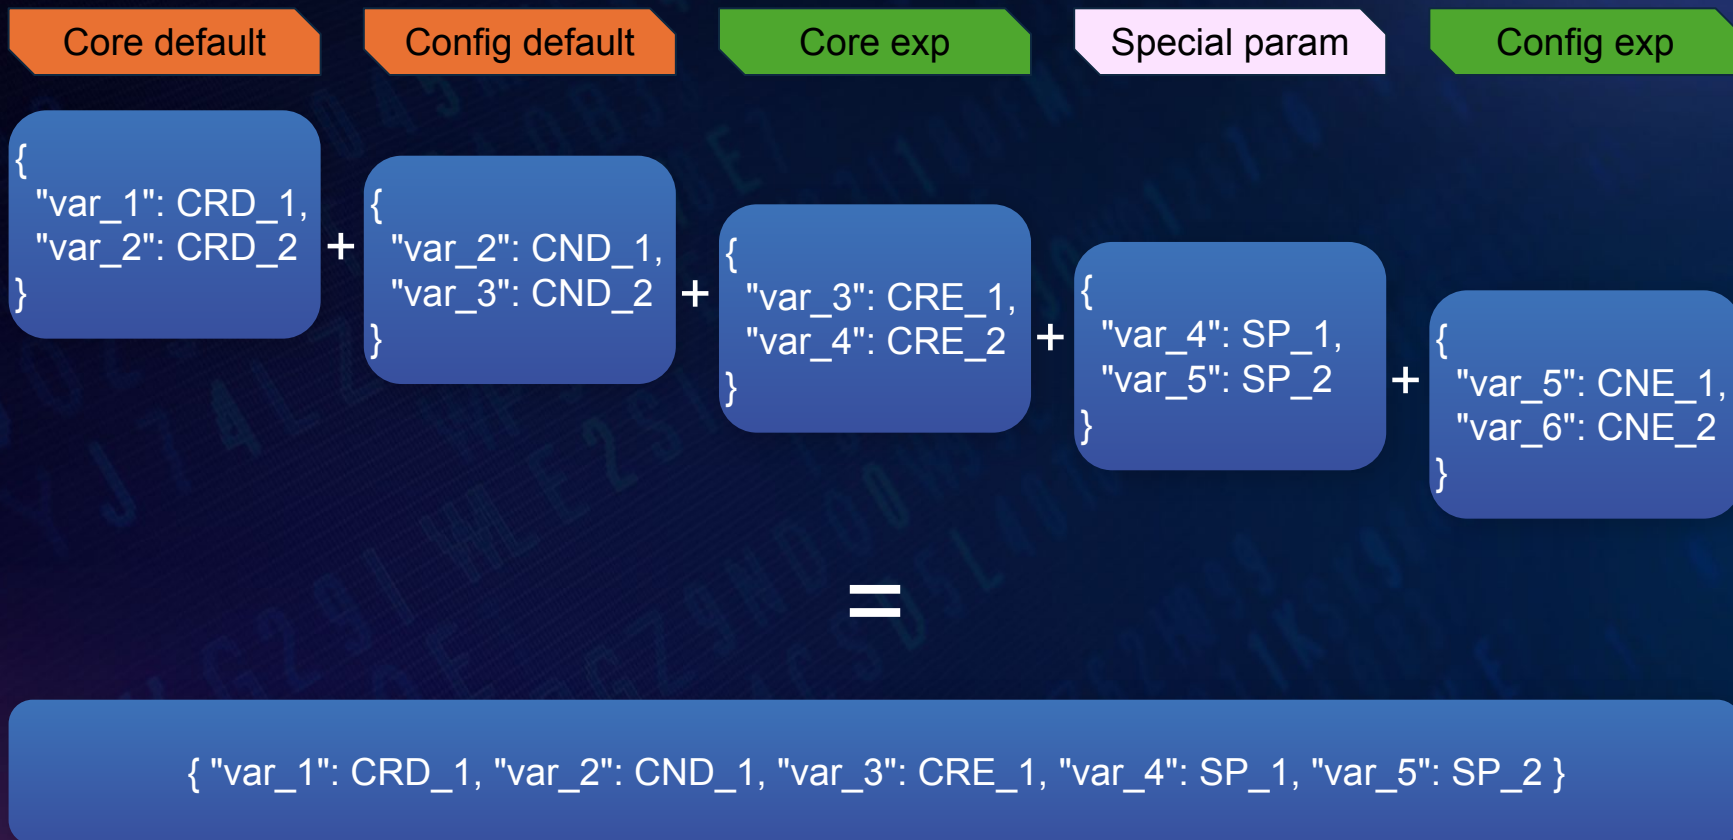 Core default
Config default
Core exp
Special param
Config exp
{
"var_1": CRD_1,
"var_2": CRD_2
}
+
{
"var_2": CND_1,
"var_3": CND_2
}
+
{
"var_3": CRE_1,
"var_4": CRE_2
}
+
{
"var_4": SP_1,
"var_5": SP_2
}
+
{
"var_5": CNE_1,
"var_6": CNE_2
}
=
{ "var_1": CRD_1, "var_2": CND_1, "var_3": CRE_1, "var_4": SP_1, "var_5": SP_2 }